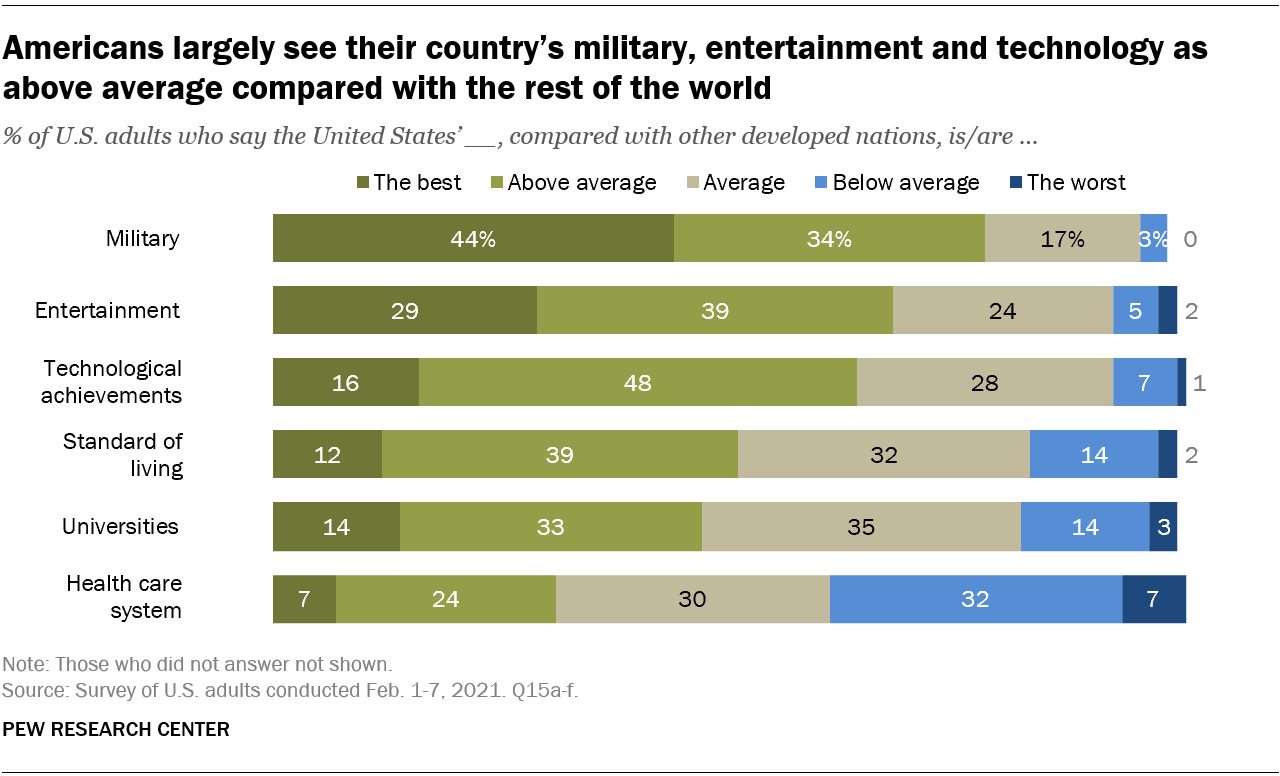 Americans largely see their country's military, entertainment and technology as
above average compared with the rest of the world
% of U.S. adults who say the United States' __, compared with other developed nations, is/are ...
The best Above average Average Below average The worst
Military 44% 34% 17% 3% 0
Entertainment 29 39 24 5 2
Technological
achievements 16 48 28 7 1
Standard of
living 12 39 32 14 2
Universities 14 33 35 14 3
Health care
system 7 24 30 32 7
Note: Those who did not answer not shown.
Source: Survey of U.S. adults conducted Feb. 1-7, 2021. Q15a-f.
PEW RESEARCH CENTER